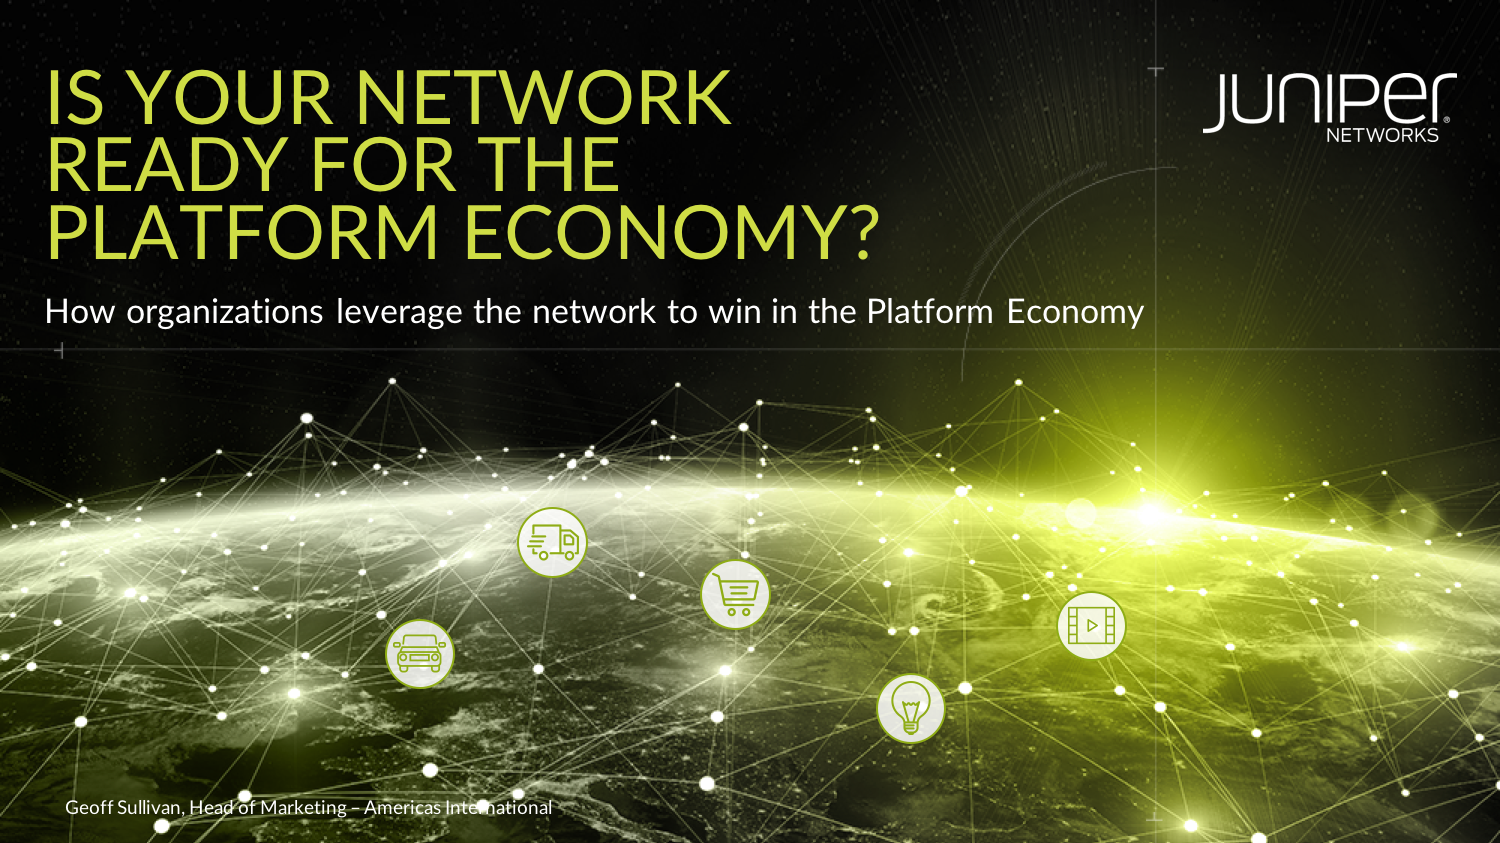 IS YOUR NETWORK
READY FOR THE
PLATFORM ECONOMY?
JUNIPER®
NETWORKS
How organizations leverage the network to win in the Platform Economy
Geoff Sullivan, Head of Marketing – Americas International